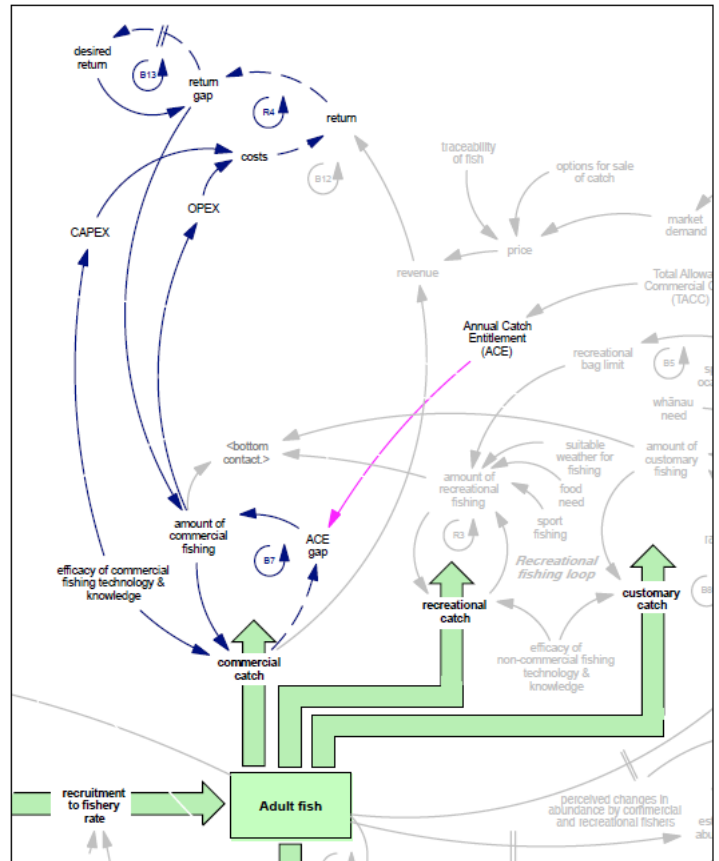 desired
return
B13
return
gap
R4
return
costs
B12
traceability
of fish
options for sale
of catch
OPEX
CAPEX
market
demand
price
revenue
Total Allowa
Commercial C
(TACC)
Annual Catch
Entitlement
(ACE)
recreational
bag limit
B5
sp
oca
whānau
need
<bottom
contact.>
suitable
weather for
fishing
amount of
customary
fishing
amount of
recreational
fishing
food
need
sport
fishing
amount of
commercial
fishing
ACE
gap
R3
B7
Recreational
fishing loop
efficacy of commercial
fishing technology &
knowledge
recreational
catch
customary
catch
commercial
catch
efficacy of
non-commercial fishing
technology &
knowledge
recruitment
to fishery
rate
Adult fish
perceived changes in
abundance by commercial
and recreational fishers
est
abu